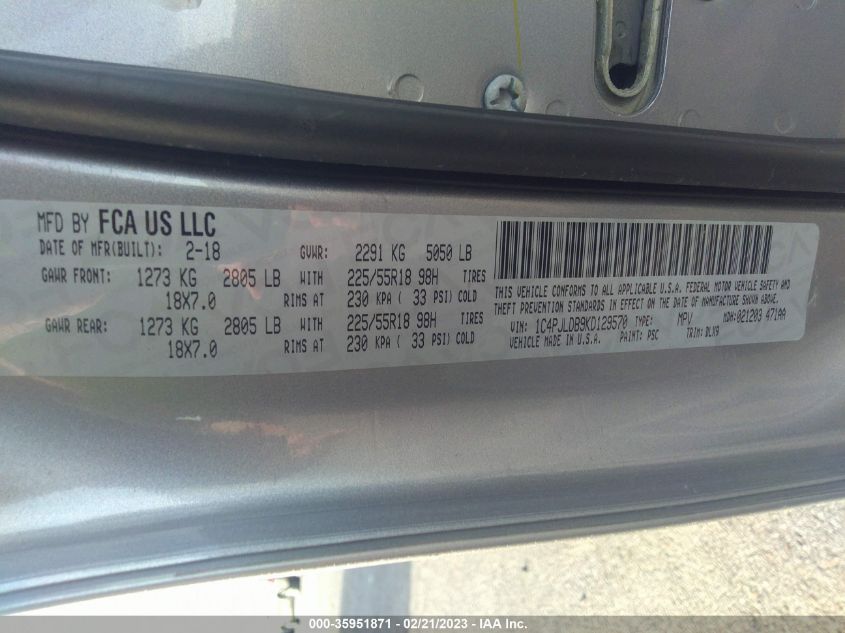 MFD BY FCA US LLC
DATE OF MFR(BUILT): 2-18 GVWR: 2291 KG 5050 LB
GAWR FRONT: 1273 KG 2805 LB WITH 225/55R18 98H TIRES
18X7.0 RIMS AT 230 KPA ( 33 PSI) COLD
GAWR REAR: 1273 KG 2805 LB WITH 225/55R18 98H TIRES
18X7.0 RIMS AT 230 KPA ( 33 PSI) COLD
THIS VEHICLE CONFORMS TO ALL APPLICABLE U.S.A. FEDERAL MOTOR VEHICLE SAFETY AND
THEFT PREVENTION STANDARDS IN EFFECT ON THE DATE OF MANUFACTURE SHOWN ABOVE.
VIN: 1C4PJLDB9KD129570 TYPE: MPV MDH:021203 471AA
VEHICLE MADE IN U.S.A. PAINT: PSC TRIM: DLX9
000-35951871 - 02/21/2023 - IAA Inc.